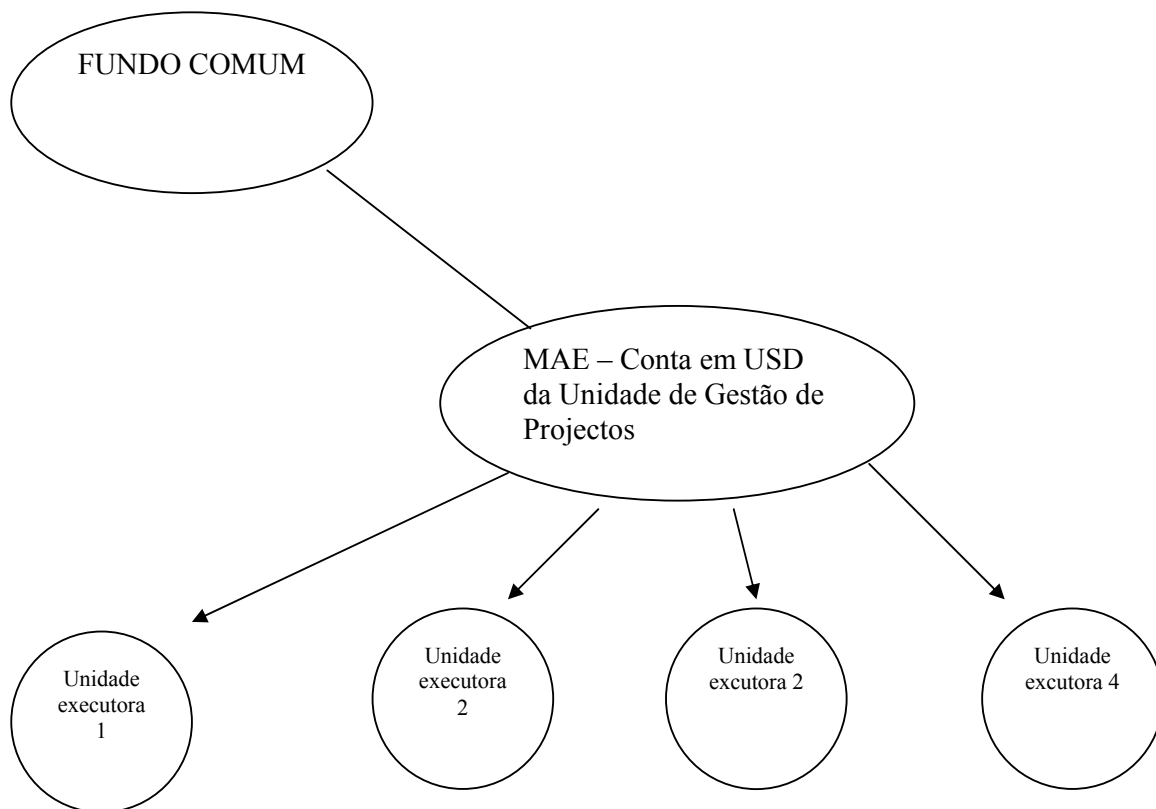 FUNDO COMUM
MAE – Conta em USD
da Unidade de Gestão de
Projectos
Unidade
executora
1
Unidade
executora
2
Unidade
excutora 2
Unidade
excutora 4